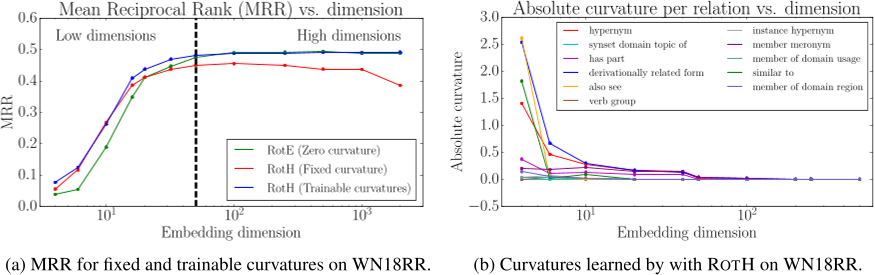 (a)
Mean Reciprocal Rank (MRR) vs. dimension
Low dimensions
High dimensions
MRR
0.6
0.5
0.4
0.3
0.2
0.1
0.0
RotE (Zero curvature)
RotH (Fixed curvature)
RotH (Trainable curvatures)
10^1
10^2
10^3
Embedding dimension
(a) MRR for fixed and trainable curvatures on WN18RR.
(b)
Absolute curvature per relation vs. dimension
Absolute curvature
3.0
2.5
2.0
1.5
1.0
0.5
0.0
−0.5
hypernym
synset domain topic of
has part
derivationally related form
also see
verb group
instance hypernym
member meronym
member of domain usage
similar to
member of domain region
10^1
10^2
Embedding dimension
(b) Curvatures learned by with ROTH on WN18RR.